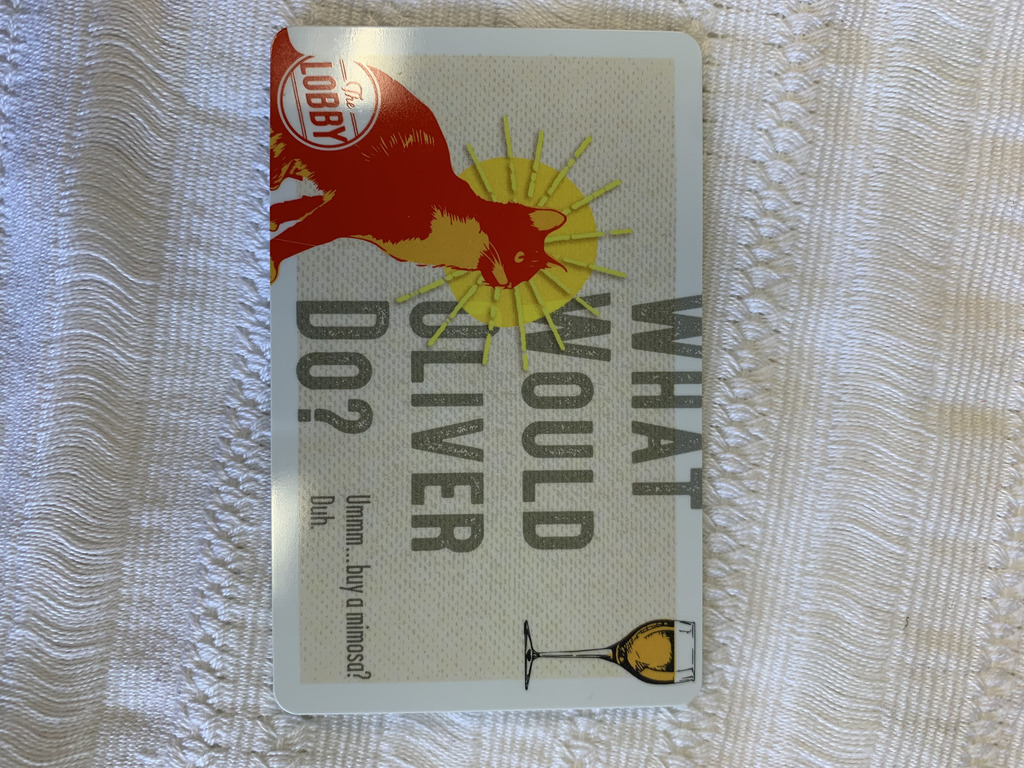 The
LOBBY
WHAT
WOULD
OLIVER
DO?
Ummm...buy a mimosa?
Duh.